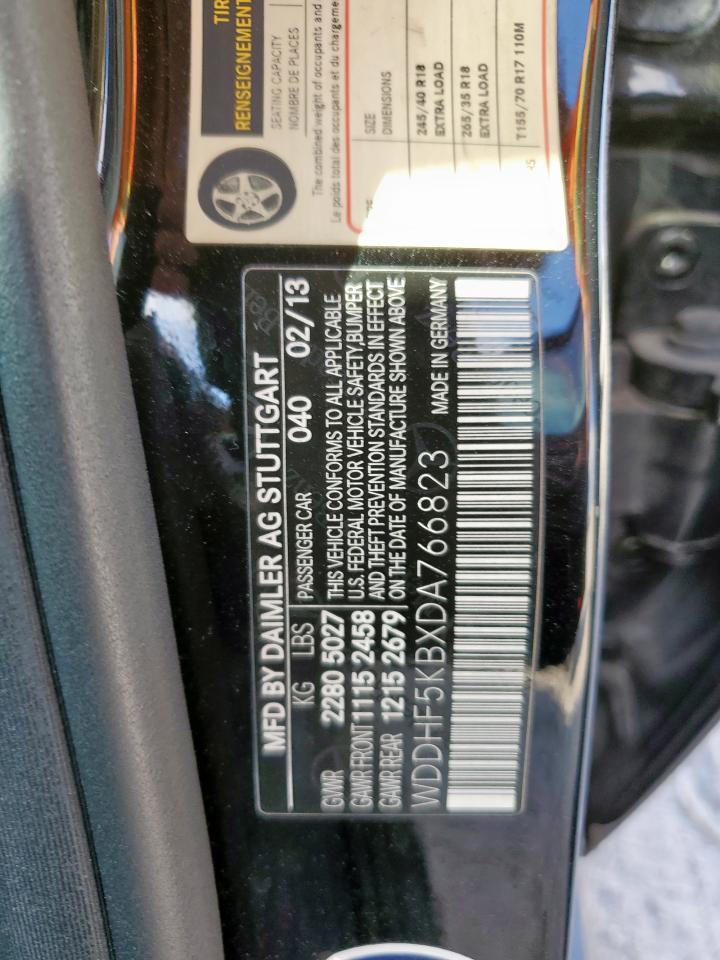 TIR
RENSEIGNEMENT
SEATING CAPACITY
NOMBRE DE PLACES
The combined weight of occupants and
Le poids total des occupants et du chargeme
SIZE
DIMENSIONS
245/40 R18
EXTRA LOAD
265/35 R18
EXTRA LOAD
T155/70 R17 110M
MFD BY DAIMLER AG STUTTGART
KG LBS PASSENGER CAR 040 02/13
GVWR 2280 5027 THIS VEHICLE CONFORMS TO ALL APPLICABLE
U.S. FEDERAL MOTOR VEHICLE SAFETY,BUMPER
GAWR FRONT 1115 2458 AND THEFT PREVENTION STANDARDS IN EFFECT
GAWR REAR 1215 2679 ON THE DATE OF MANUFACTURE SHOWN ABOVE
WDDHF5KBXDA766823 MADE IN GERMANY